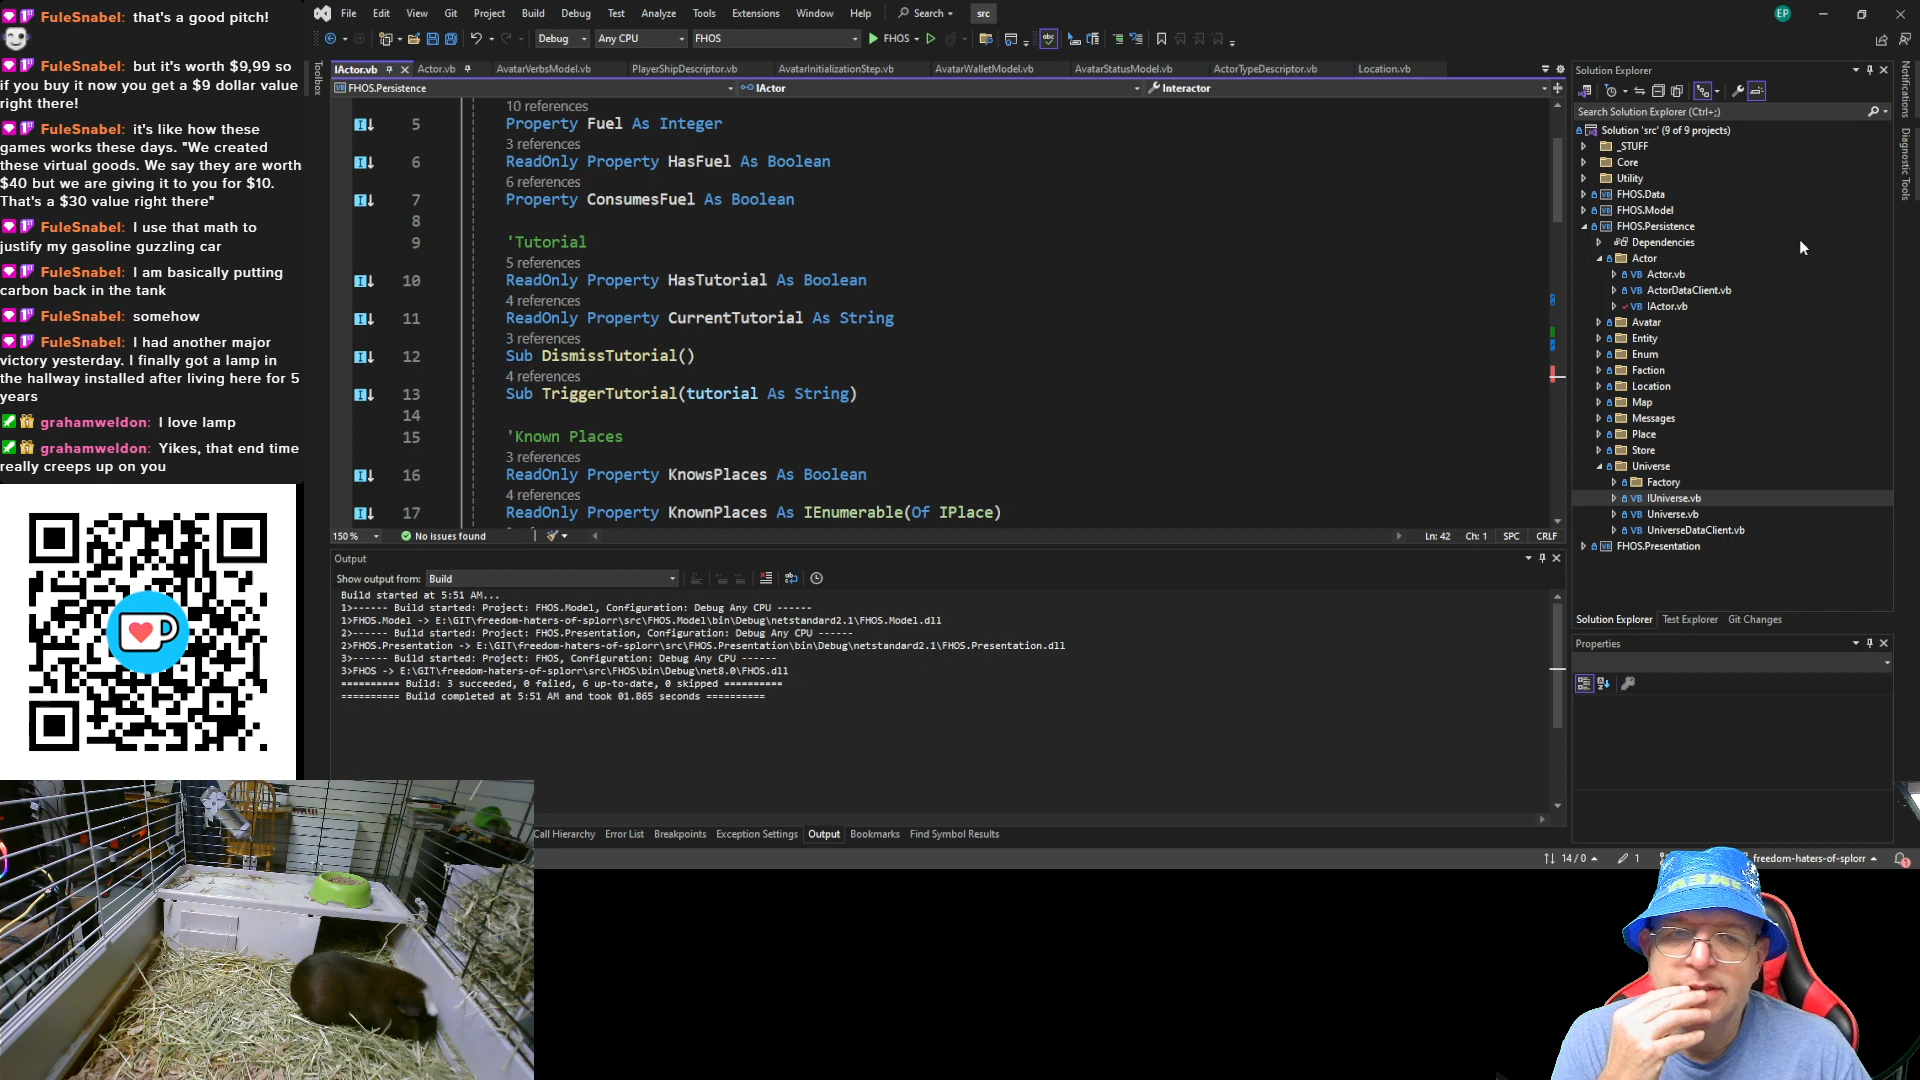 FuleSnabel: that's a good pitch!
FuleSnabel: but it's worth $9,99 so
if you buy it now you get a $9 dollar value
right there!
FuleSnabel: it's like how these
games works these days. "We created
these virtual goods. We say they are worth
$40 but we are giving it to you for $10.
That's a $30 value right there"
FuleSnabel: I use that math to
justify my gasoline guzzling car
FuleSnabel: I am basically putting
carbon back in the tank
FuleSnabel: somehow
FuleSnabel: I had another major
victory yesterday. I finally got a lamp in
the hallway installed after living here for 5
years
grahamweldon: I love lamp
grahamweldon: Yikes, that end time
really creeps up on you
File Edit View Git Project Build Debug Test Analyze Tools Extensions Window Help Search src EP
Debug Any CPU FHOS FHOS
Toolbox
IActor.vb Actor.vb AvatarVerbsModel.vb PlayerShipDescriptor.vb AvatarInitializationStep.vb AvatarWalletModel.vb AvatarStatusModel.vb ActorTypeDescriptor.vb Location.vb
FHOS.Persistence IActor Interactor
10 references
5 Property Fuel As Integer
3 references
6 ReadOnly Property HasFuel As Boolean
6 references
7 Property ConsumesFuel As Boolean
8
9 'Tutorial
5 references
10 ReadOnly Property HasTutorial As Boolean
4 references
11 ReadOnly Property CurrentTutorial As String
3 references
12 Sub DismissTutorial()
4 references
13 Sub TriggerTutorial(tutorial As String)
14
15 'Known Places
3 references
16 ReadOnly Property KnowsPlaces As Boolean
4 references
17 ReadOnly Property KnownPlaces As IEnumerable(Of IPlace)
150 % No issues found Ln: 42 Ch: 1 SPC CRLF
Output
Show output from: Build
Build started at 5:51 AM...
1>------ Build started: Project: FHOS.Model, Configuration: Debug Any CPU ------
1>FHOS.Model -> E:\GIT\freedom-haters-of-splorr\src\FHOS.Model\bin\Debug\netstandard2.1\FHOS.Model.dll
2>------ Build started: Project: FHOS.Presentation, Configuration: Debug Any CPU ------
2>FHOS.Presentation -> E:\GIT\freedom-haters-of-splorr\src\FHOS.Presentation\bin\Debug\netstandard2.1\FHOS.Presentation.dll
3>------ Build started: Project: FHOS, Configuration: Debug Any CPU ------
3>FHOS -> E:\GIT\freedom-haters-of-splorr\src\FHOS\bin\Debug\net8.0\FHOS.dll
========== Build: 3 succeeded, 0 failed, 6 up-to-date, 0 skipped ==========
========== Build completed at 5:51 AM and took 01.865 seconds ==========
Call Hierarchy Error List Breakpoints Exception Settings Output Bookmarks Find Symbol Results
14 / 0 1 freedom-haters-of-splorr
Solution Explorer
Search Solution Explorer (Ctrl+;)
Solution 'src' (9 of 9 projects)
_STUFF
Core
Utility
FHOS.Data
FHOS.Model
FHOS.Persistence
Dependencies
Actor
Actor.vb
ActorDataClient.vb
IActor.vb
Avatar
Entity
Enum
Faction
Location
Map
Messages
Place
Store
Universe
Factory
IUniverse.vb
Universe.vb
UniverseDataClient.vb
FHOS.Presentation
Solution Explorer Test Explorer Git Changes
Properties
Notifications
Diagnostic Tools